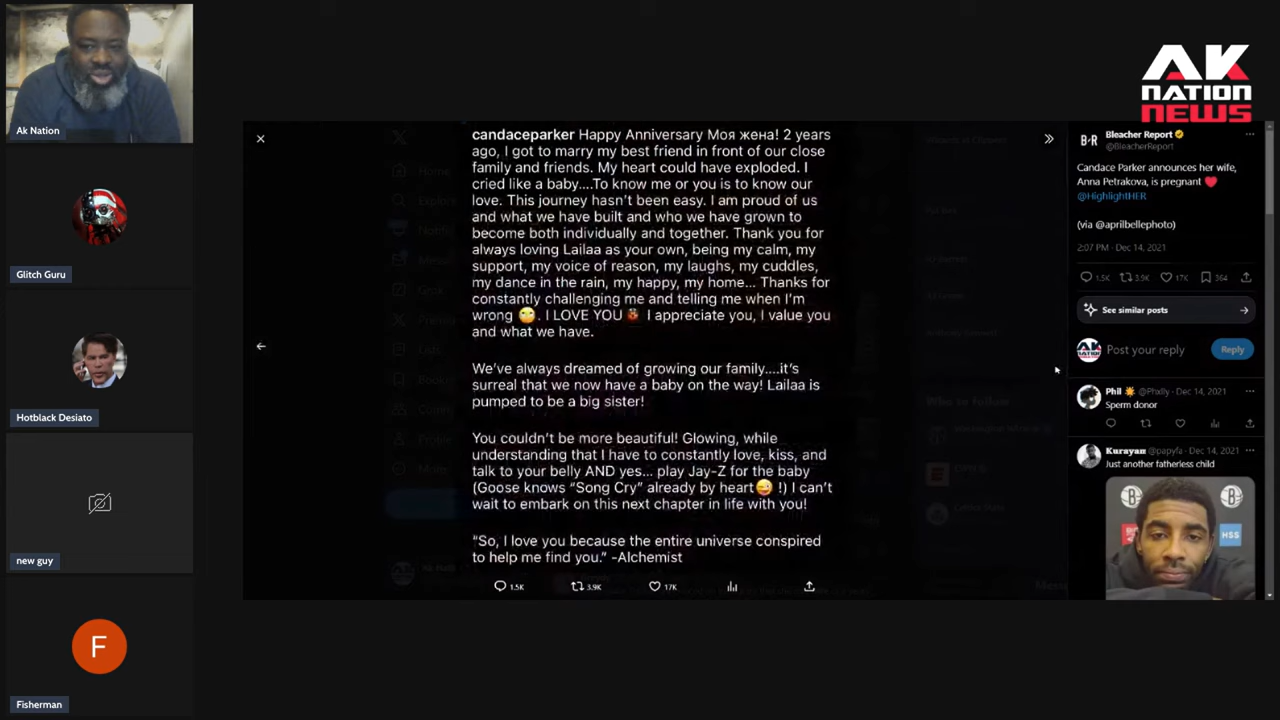 Ak Nation
Glitch Guru
Hotblack Desiato
new guy
F
Fisherman
AK
NATION
NEWS
candaceparker Happy Anniversary Моя жена! 2 years
ago, I got to marry my best friend in front of our close
family and friends. My heart could have exploded. I
cried like a baby....To know me or you is to know our
love. This journey hasn't been easy. I am proud of us
and what we have built and who we have grown to
become both individually and together. Thank you for
always loving Lailaa as your own, being my calm, my
support, my voice of reason, my laughs, my cuddles,
my dance in the rain, my happy, my home... Thanks for
constantly challenging me and telling me when I'm
wrong 🙄. I LOVE YOU I appreciate you, I value you
and what we have.
We've always dreamed of growing our family....it's
surreal that we now have a baby on the way! Lailaa is
pumped to be a big sister!
You couldn't be more beautiful! Glowing, while
understanding that I have to constantly love, kiss, and
talk to your belly AND yes... play Jay-Z for the baby
(Goose knows "Song Cry" already by heart😜 !) I can't
wait to embark on this next chapter in life with you!
"So, I love you because the entire universe conspired
to help me find you." -Alchemist
1.5K 3.9K 17K
B/R
Bleacher Report
@BleacherReport
Candace Parker announces her wife,
Anna Petrakova, is pregnant ❤️
@HighlightHER
(via @aprilbellephoto)
2:07 PM · Dec 14, 2021
1.5K 3.9K 17K 364
See similar posts
Post your reply
Reply
Phil @Phxlly · Dec 14, 2021
Sperm donor
Kurayam @papyfa · Dec 14, 2021
Just another fatherless child
HSS